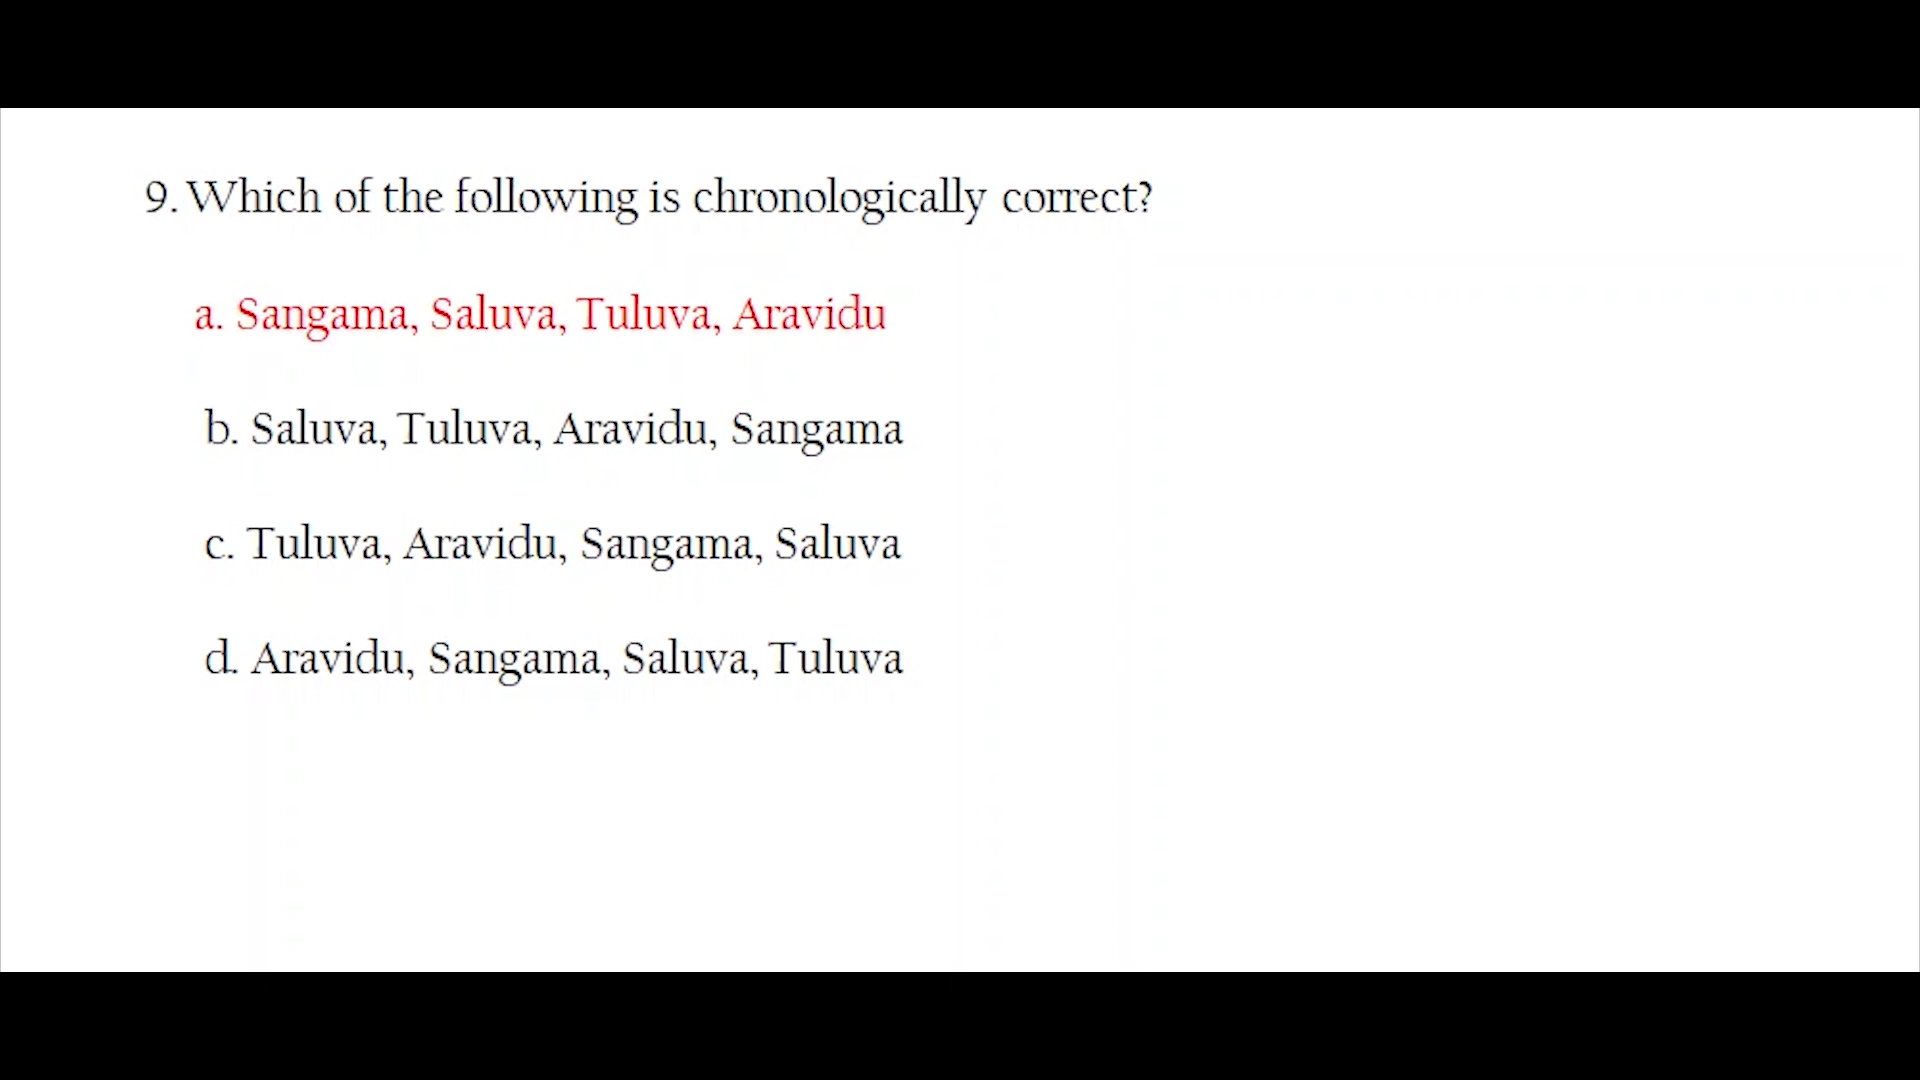 9. Which of the following is chronologically correct?
a. Sangama, Saluva, Tuluva, Aravidu
b. Saluva, Tuluva, Aravidu, Sangama
c. Tuluva, Aravidu, Sangama, Saluva
d. Aravidu, Sangama, Saluva, Tuluva